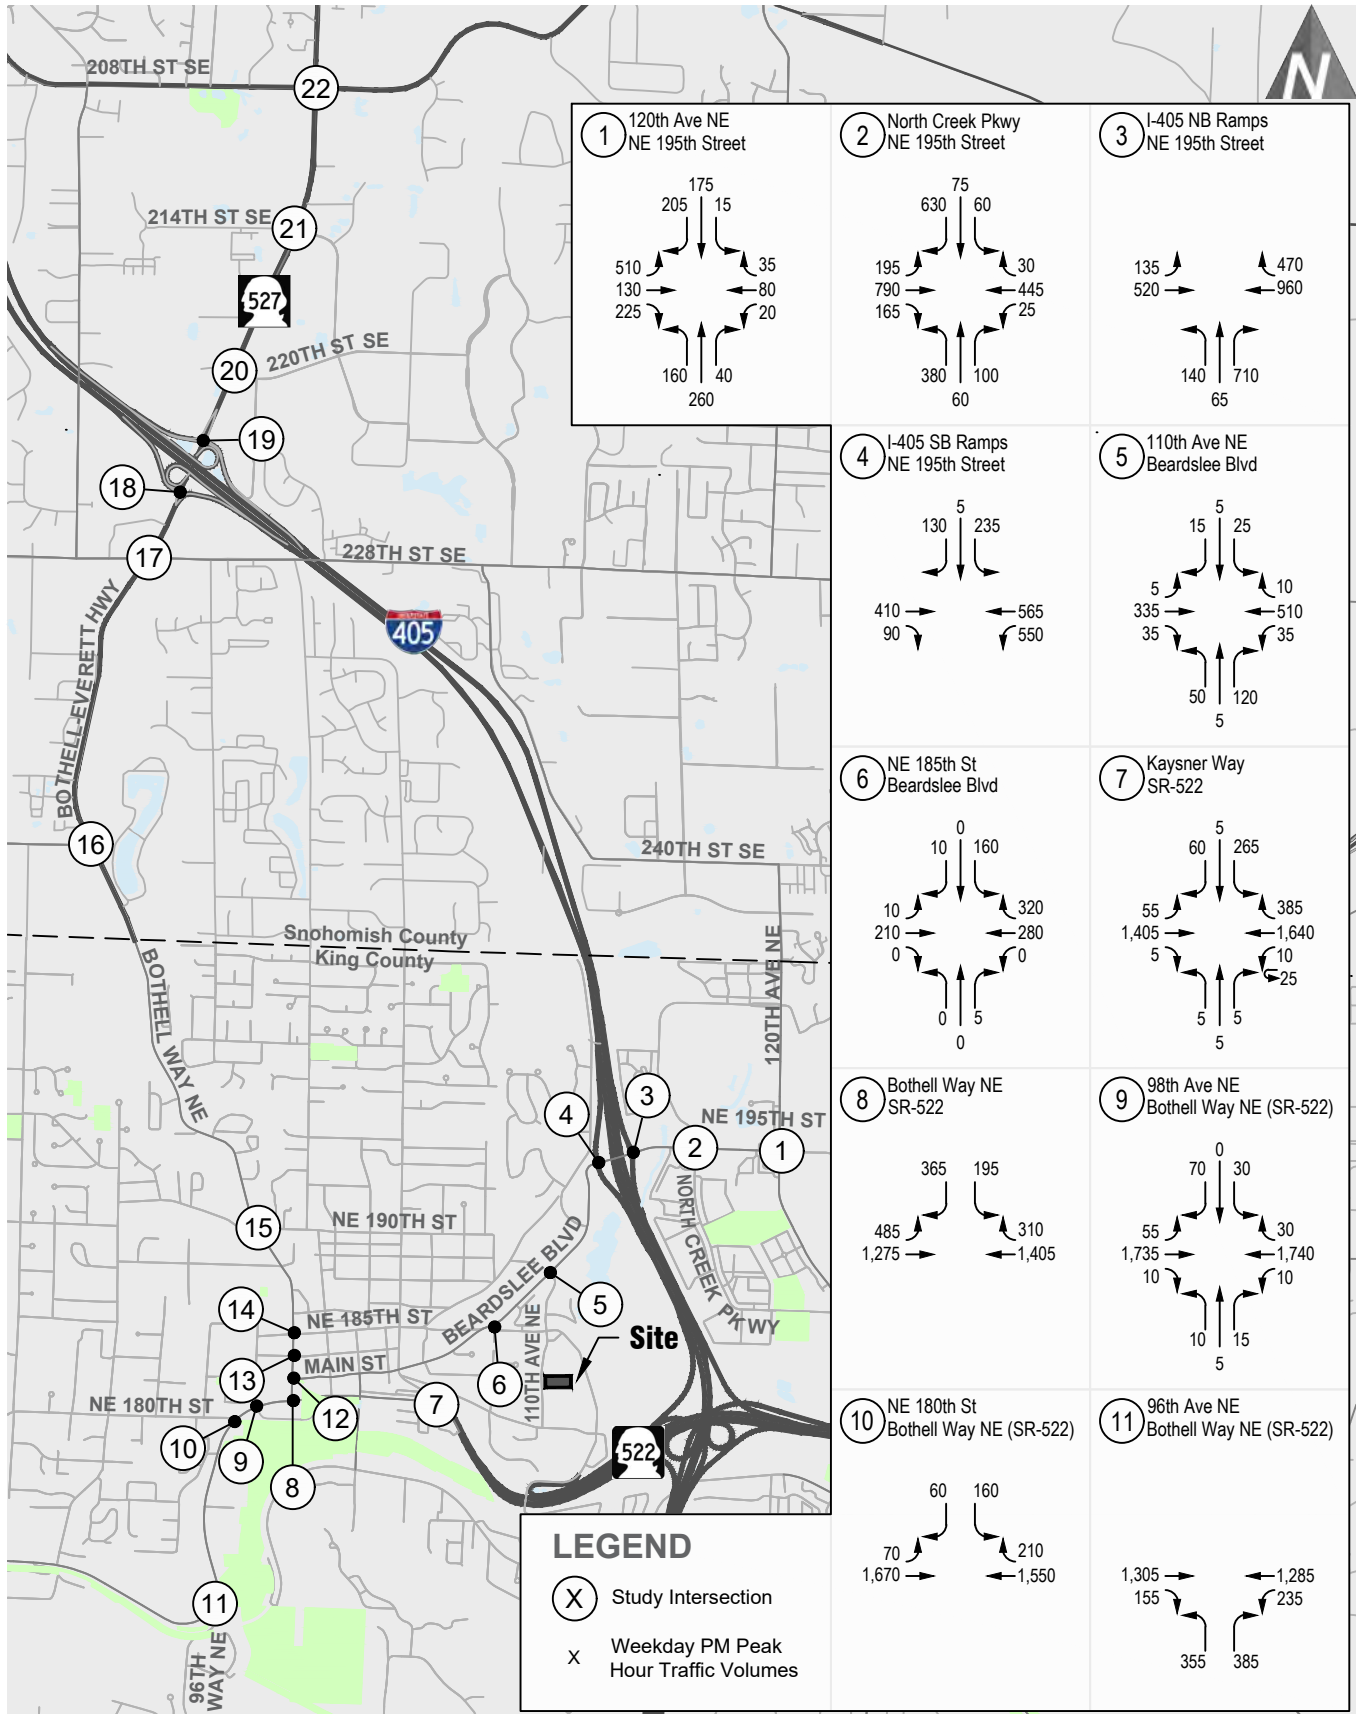 208TH ST SE
22
N
214TH ST SE
21
527
20
220TH ST SE
19
18
17
228TH ST SE
405
BOTHELL-EVERETT HWY
16
240TH ST SE
Snohomish County
King County
BOTHELL WAY NE
120TH AVE NE
3
4
NE 195TH ST
2
1
NORTH CREEK PKWY
15
NE 190TH ST
BEARDSLEE BLVD
5
14
NE 185TH ST
110TH AVE NE
Site
13
MAIN ST
6
12
7
NE 180TH ST
10
9
8
522
11
96TH
WAY NE
1
120th Ave NE
NE 195th Street
175
205 15
510 35
130 80
225 20
160 40
260
2
North Creek Pkwy
NE 195th Street
75
630 60
195 30
790 445
165 25
380 100
60
3
I-405 NB Ramps
NE 195th Street
135 470
520 960
140 710
65
4
I-405 SB Ramps
NE 195th Street
5
130 235
410 565
90 550
5
110th Ave NE
Beardslee Blvd
5
15 25
5 10
335 510
35 35
50 120
5
6
NE 185th St
Beardslee Blvd
0
10 160
10 320
210 280
0 0
0 5
0
7
Kaysner Way
SR-522
5
60 265
55 385
1,405 1,640
5 10
25
5 5
5
8
Bothell Way NE
SR-522
365 195
485 310
1,275 1,405
9
98th Ave NE
Bothell Way NE (SR-522)
0
70 30
55 30
1,735 1,740
10 10
10 15
5
10
NE 180th St
Bothell Way NE (SR-522)
60 160
70 210
1,670 1,550
11
96th Ave NE
Bothell Way NE (SR-522)
1,305 1,285
155 235
355 385
LEGEND
X Study Intersection
X Weekday PM Peak
Hour Traffic Volumes